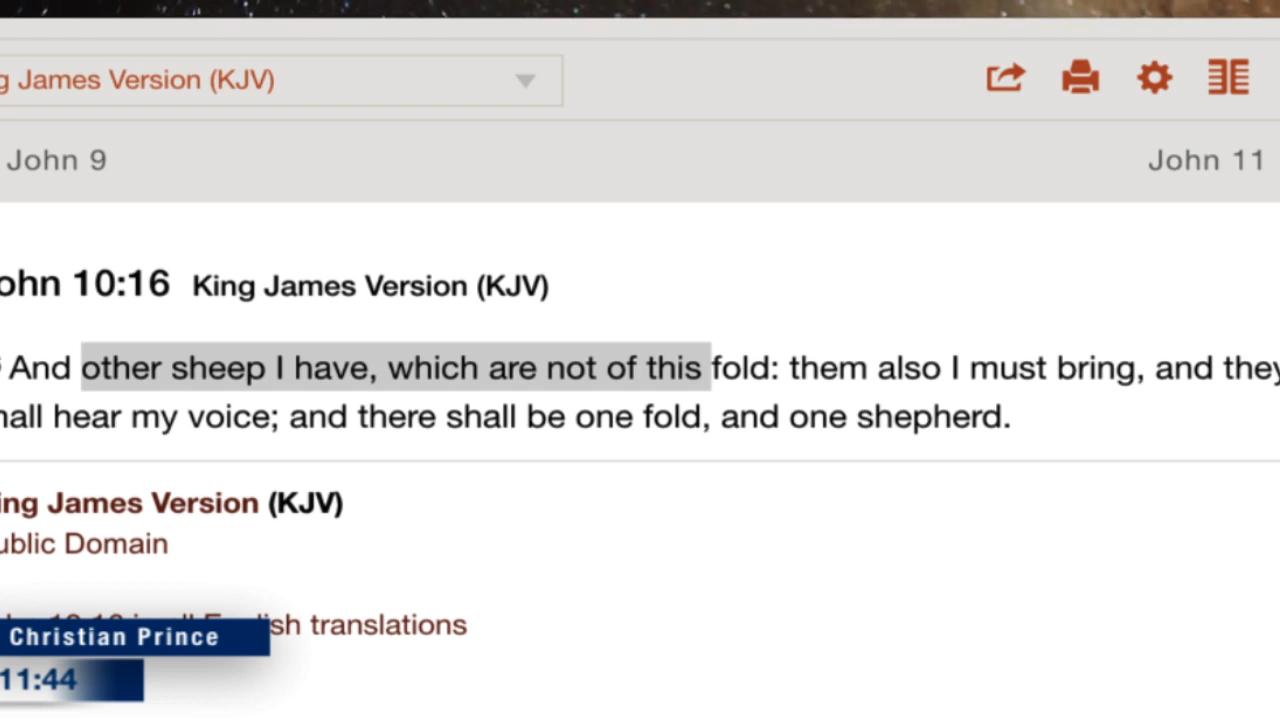 g James Version (KJV)
John 9
John 11
ohn 10:16 King James Version (KJV)
And other sheep I have, which are not of this fold: them also I must bring, and they
hall hear my voice; and there shall be one fold, and one shepherd.
ing James Version (KJV)
ublic Domain
sh translations
Christian Prince
11:44